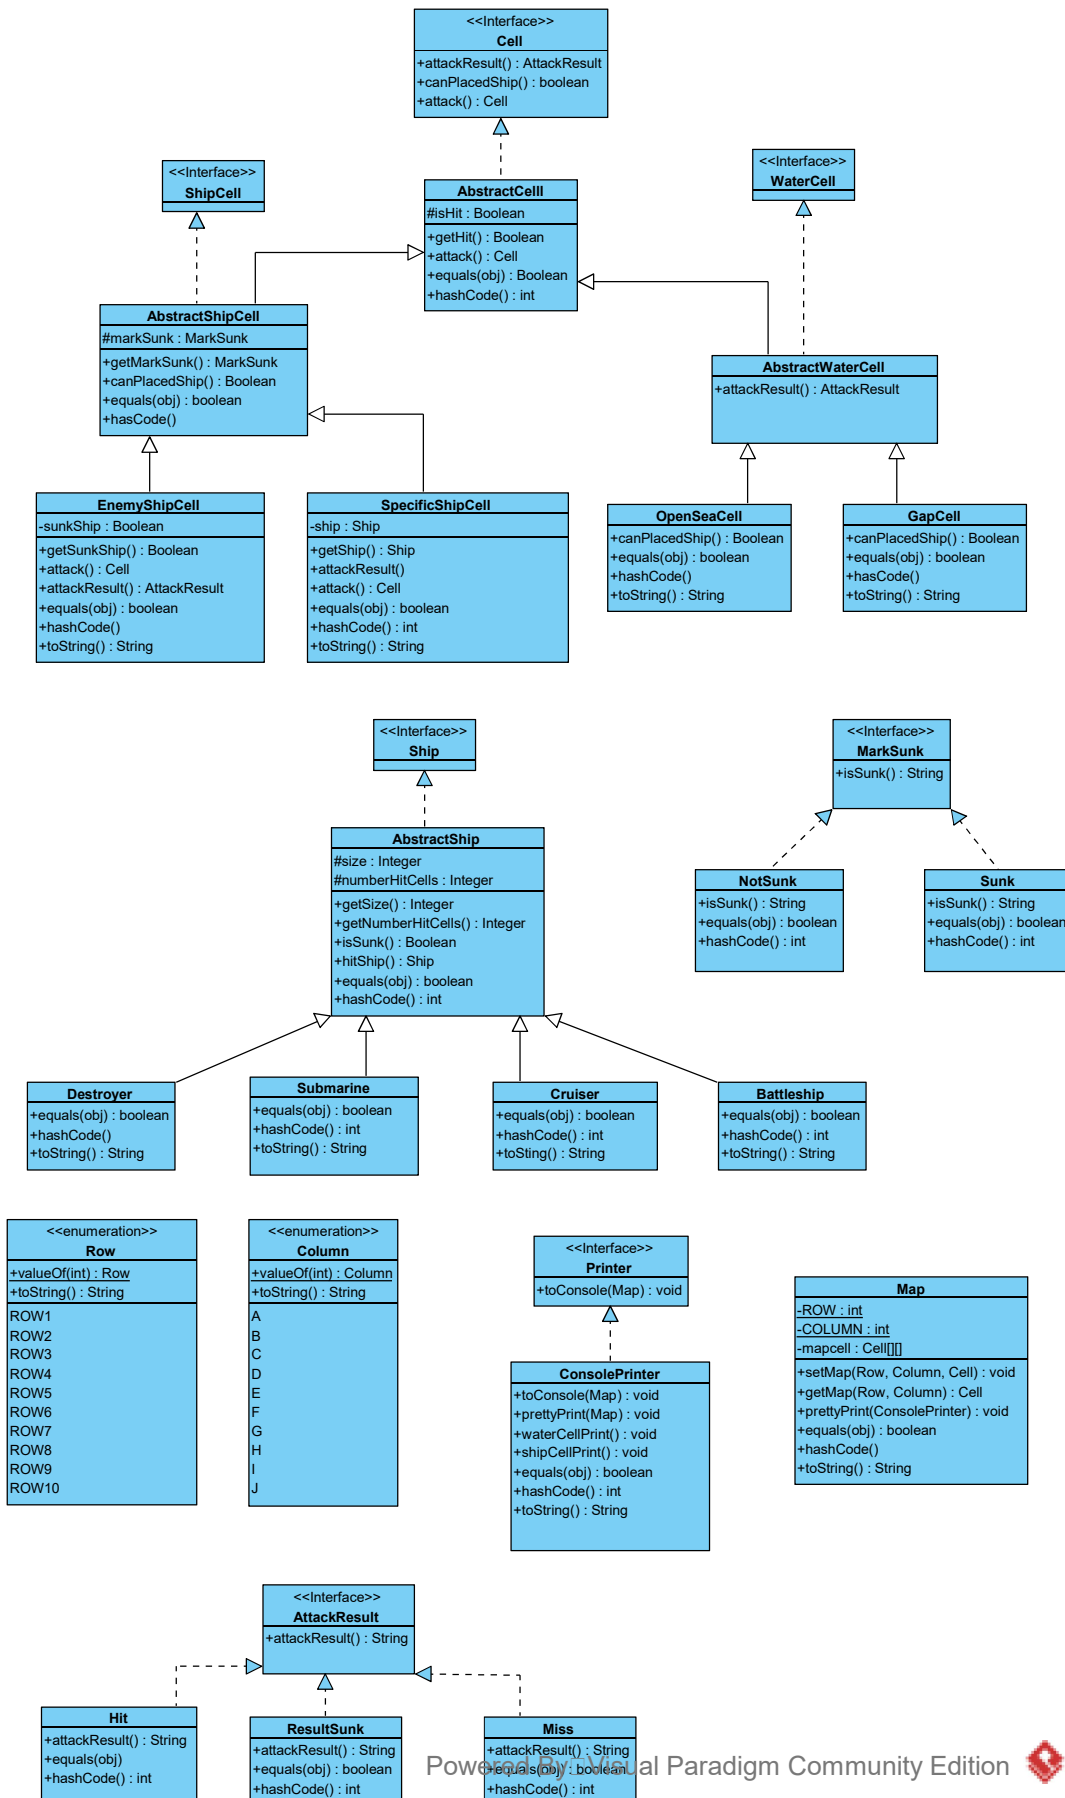 <<Interface>>
Cell
+attackResult() : AttackResult
+canPlacedShip() : boolean
+attack() : Cell
<<Interface>>
ShipCell
AbstractCelll
#isHit : Boolean
+getHit() : Boolean
+attack() : Cell
+equals(obj) : Boolean
+hashCode() : int
<<Interface>>
WaterCell
AbstractShipCell
#markSunk : MarkSunk
+getMarkSunk() : MarkSunk
+canPlacedShip() : Boolean
+equals(obj) : boolean
+hasCode()
AbstractWaterCell
+attackResult() : AttackResult
EnemyShipCell
-sunkShip : Boolean
+getSunkShip() : Boolean
+attack() : Cell
+attackResult() : AttackResult
+equals(obj) : boolean
+hashCode()
+toString() : String
SpecificShipCell
-ship : Ship
+getShip() : Ship
+attackResult()
+attack() : Cell
+equals(obj) : boolean
+hashCode() : int
+toString() : String
OpenSeaCell
+canPlacedShip() : Boolean
+equals(obj) : boolean
+hashCode()
+toString() : String
GapCell
+canPlacedShip() : Boolean
+equals(obj) : boolean
+hasCode()
+toString() : String
<<Interface>>
Ship
<<Interface>>
MarkSunk
+isSunk() : String
AbstractShip
#size : Integer
#numberHitCells : Integer
+getSize() : Integer
+getNumberHitCells() : Integer
+isSunk() : Boolean
+hitShip() : Ship
+equals(obj) : boolean
+hashCode() : int
NotSunk
+isSunk() : String
+equals(obj) : boolean
+hashCode() : int
Sunk
+isSunk() : String
+equals(obj) : boolean
+hashCode() : int
Destroyer
+equals(obj) : boolean
+hashCode()
+toString() : String
Submarine
+equals(obj) : boolean
+hashCode() : int
+toString() : String
Cruiser
+equals(obj) : boolean
+hashCode() : int
+toSting() : String
Battleship
+equals(obj) : boolean
+hashCode() : int
+toString() : String
<<enumeration>>
Row
+valueOf(int) : Row
+toString() : String
ROW1
ROW2
ROW3
ROW4
ROW5
ROW6
ROW7
ROW8
ROW9
ROW10
<<enumeration>>
Column
+valueOf(int) : Column
+toString() : String
A
B
C
D
E
F
G
H
I
J
<<Interface>>
Printer
+toConsole(Map) : void
ConsolePrinter
+toConsole(Map) : void
+prettyPrint(Map) : void
+waterCellPrint() : void
+shipCellPrint() : void
+equals(obj) : boolean
+hashCode() : int
+toString() : String
Map
-ROW : int
-COLUMN : int
-mapcell : Cell[][]
+setMap(Row, Column, Cell) : void
+getMap(Row, Column) : Cell
+prettyPrint(ConsolePrinter) : void
+equals(obj) : boolean
+hashCode()
+toString() : String
<<Interface>>
AttackResult
+attackResult() : String
Hit
+attackResult() : String
+equals(obj)
+hashCode() : int
ResultSunk
+attackResult() : String
+equals(obj) : boolean
+hashCode() : int
Miss
+attackResult() : String
+equals(obj) : boolean
+hashCode() : int
Powered By Visual Paradigm Community Edition